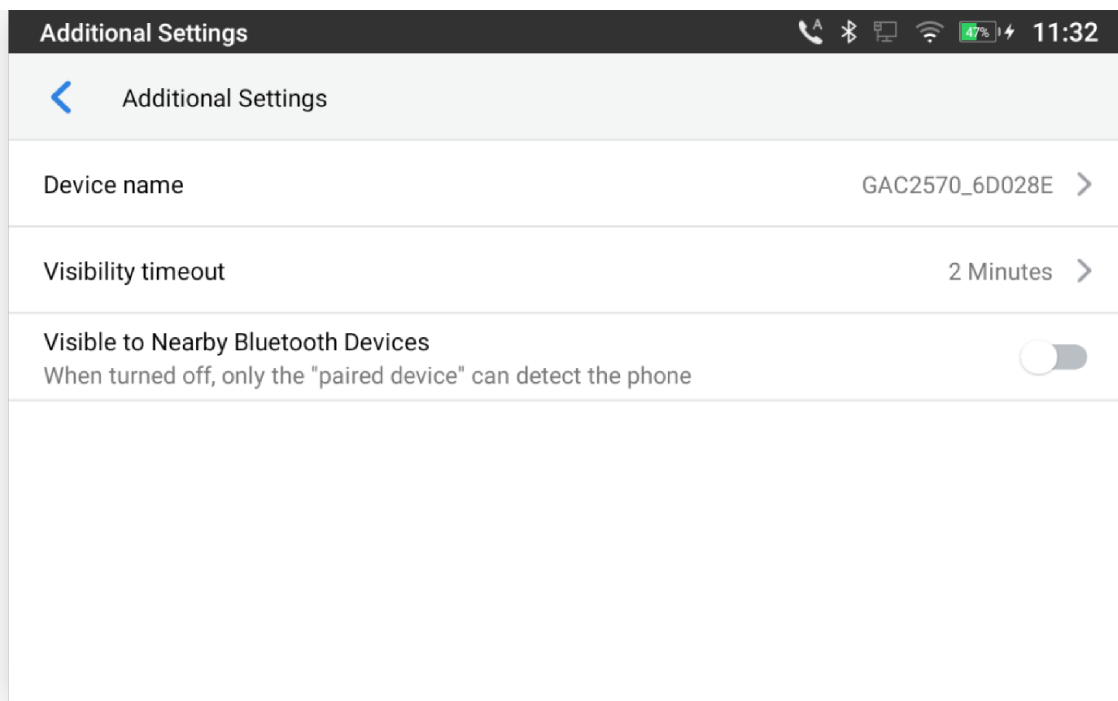 Additional Settings
A
47%
11:32
Additional Settings
Device name
GAC2570_6D028E
Visibility timeout
2 Minutes
Visible to Nearby Bluetooth Devices
When turned off, only the "paired device" can detect the phone